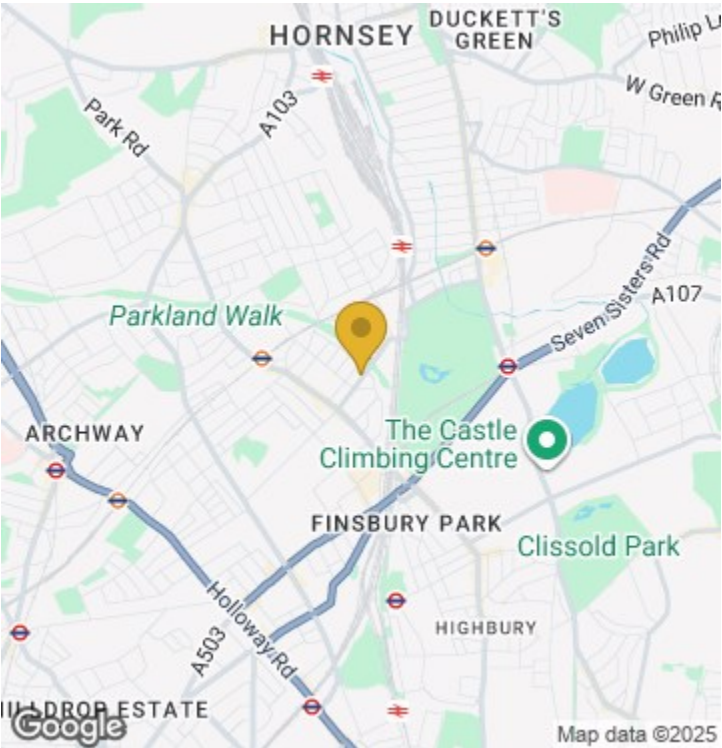 HORNSEY
DUCKETT'S
GREEN
Philip L
W Green R
A103
Park Rd
Seven Sisters Rd
A107
Parkland Walk
ARCHWAY
The Castle
Climbing Centre
FINSBURY PARK
Clissold Park
Holloway Rd
A503
HIGHBURY
HILLDROP ESTATE
Google
Map data ©2025